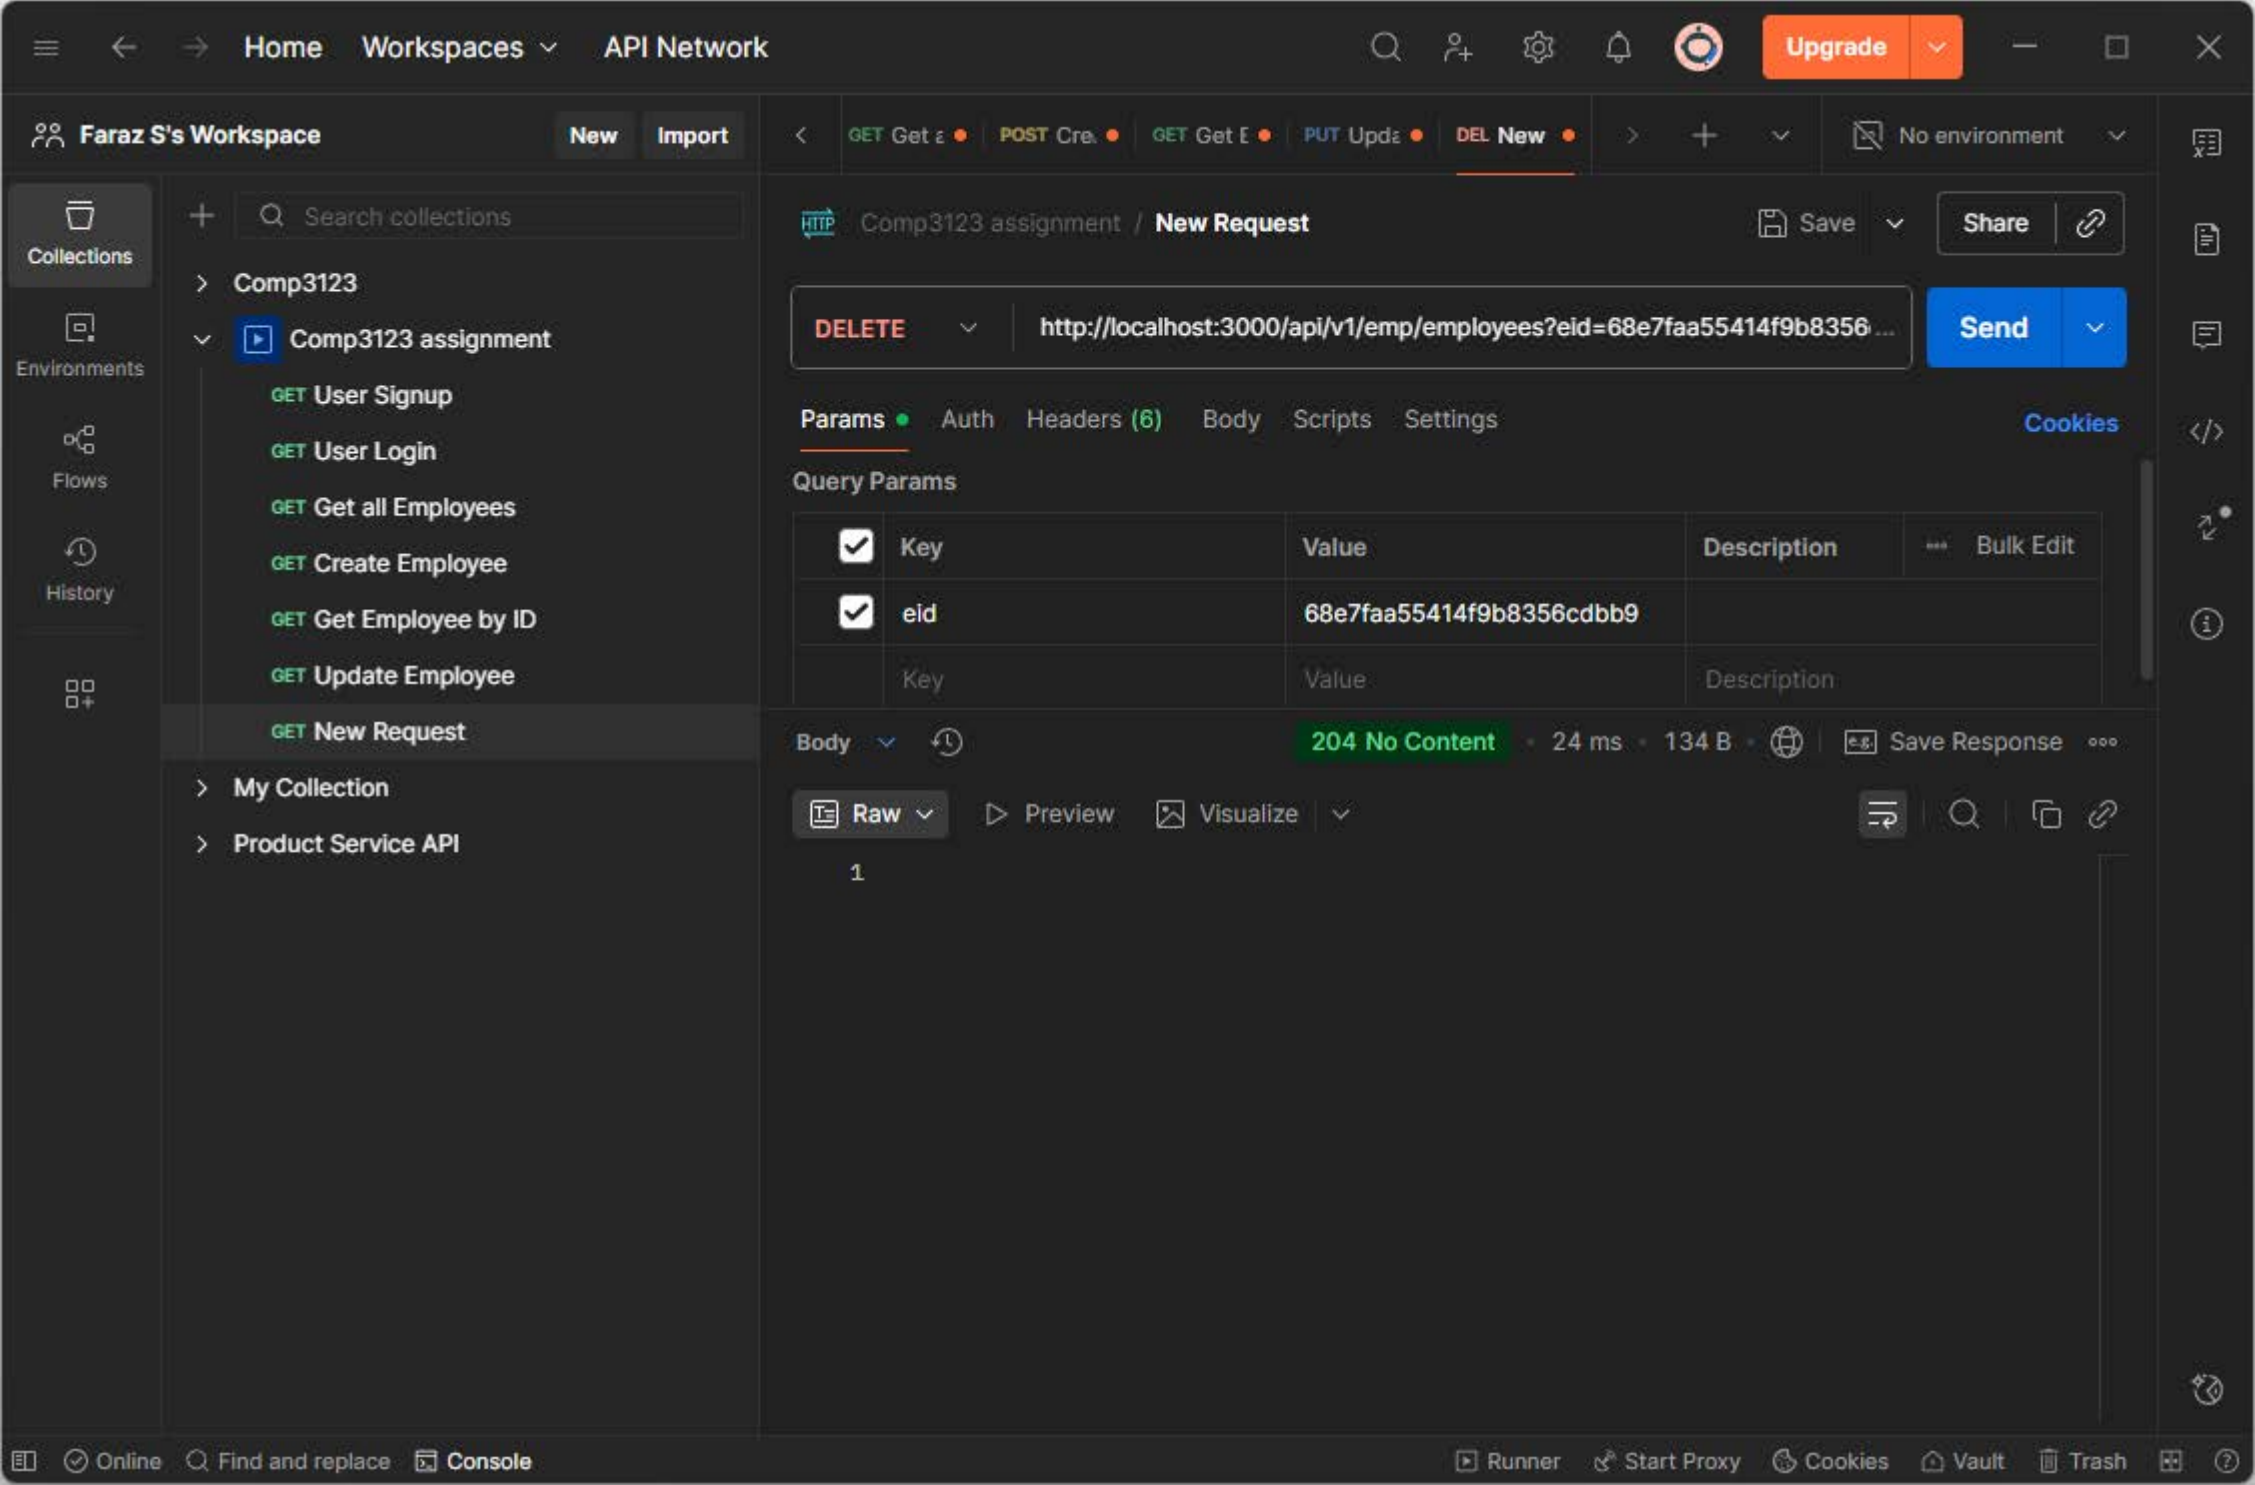 Home Workspaces API Network Upgrade
Faraz S's Workspace New Import
GET Get POST Cre. GET Get E PUT Upda DEL New No environment
Collections
Environments
Flows
History
Search collections
Comp3123
Comp3123 assignment
GET User Signup
GET User Login
GET Get all Employees
GET Create Employee
GET Get Employee by ID
GET Update Employee
GET New Request
My Collection
Product Service API
HTTP Comp3123 assignment / New Request Save Share
DELETE http://localhost:3000/api/v1/emp/employees?eid=68e7faa55414f9b8356... Send
Params Auth Headers (6) Body Scripts Settings Cookies
Query Params
Key Value Description Bulk Edit
eid 68e7faa55414f9b8356cdbb9
Key Value Description
Body 204 No Content 24 ms 134 B e.g. Save Response
Raw Preview Visualize
1
Online Find and replace Console Runner Start Proxy Cookies Vault Trash